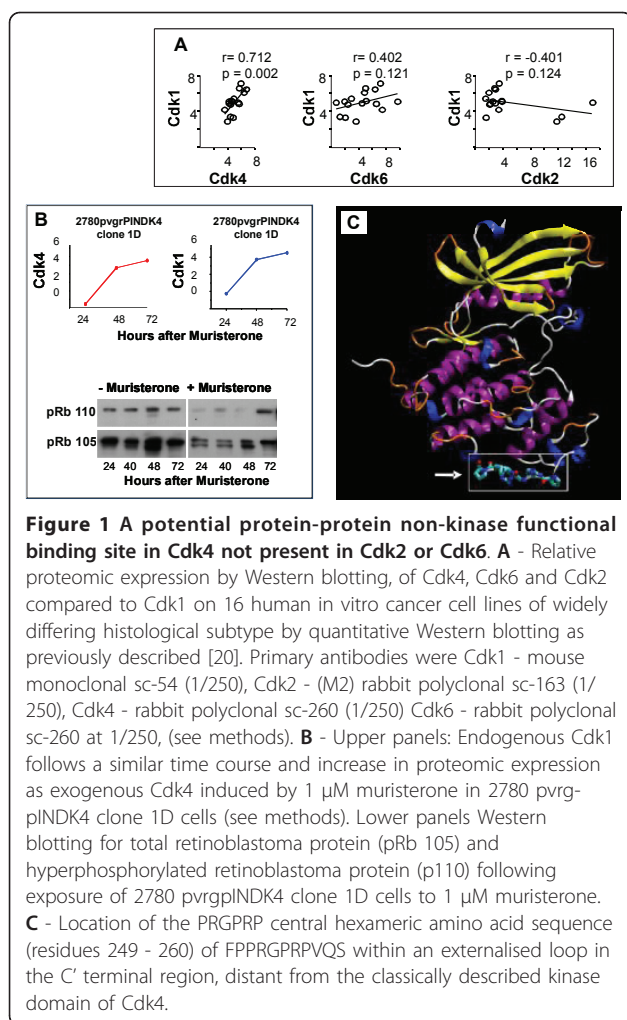 A
r= 0.712
p = 0.002
r= 0.402
p = 0.121
r = -0.401
p = 0.124
Cdk1
8
4
4 8
Cdk4
Cdk1
8
4
4 8
Cdk6
Cdk1
8
4
4 8 12 16
Cdk2
B
2780pvgrPINDK4
clone 1D
2780pvgrPINDK4
clone 1D
Cdk4
6
4
2
0
24 48 72
Cdk1
6
4
2
0
24 48 72
Hours after Muristerone
- Muristerone + Muristerone
pRb 110
pRb 105
24 40 48 72 24 40 48 72
Hours after Muristerone
C
Figure 1 A potential protein-protein non-kinase functional
binding site in Cdk4 not present in Cdk2 or Cdk6. A - Relative
proteomic expression by Western blotting, of Cdk4, Cdk6 and Cdk2
compared to Cdk1 on 16 human in vitro cancer cell lines of widely
differing histological subtype by quantitative Western blotting as
previously described [20]. Primary antibodies were Cdk1 - mouse
monoclonal sc-54 (1/250), Cdk2 - (M2) rabbit polyclonal sc-163 (1/
250), Cdk4 - rabbit polyclonal sc-260 (1/250) Cdk6 - rabbit polyclonal
sc-260 at 1/250, (see methods). B - Upper panels: Endogenous Cdk1
follows a similar time course and increase in proteomic expression
as exogenous Cdk4 induced by 1 μM muristerone in 2780 pvrg-
pINDK4 clone 1D cells (see methods). Lower panels Western
blotting for total retinoblastoma protein (pRb 105) and
hyperphosphorylated retinoblastoma protein (p110) following
exposure of 2780 pvrgpINDK4 clone 1D cells to 1 μM muristerone.
C - Location of the PRGPRP central hexameric amino acid sequence
(residues 249 - 260) of FPPRGPRPVQS within an externalised loop in
the C' terminal region, distant from the classically described kinase
domain of Cdk4.